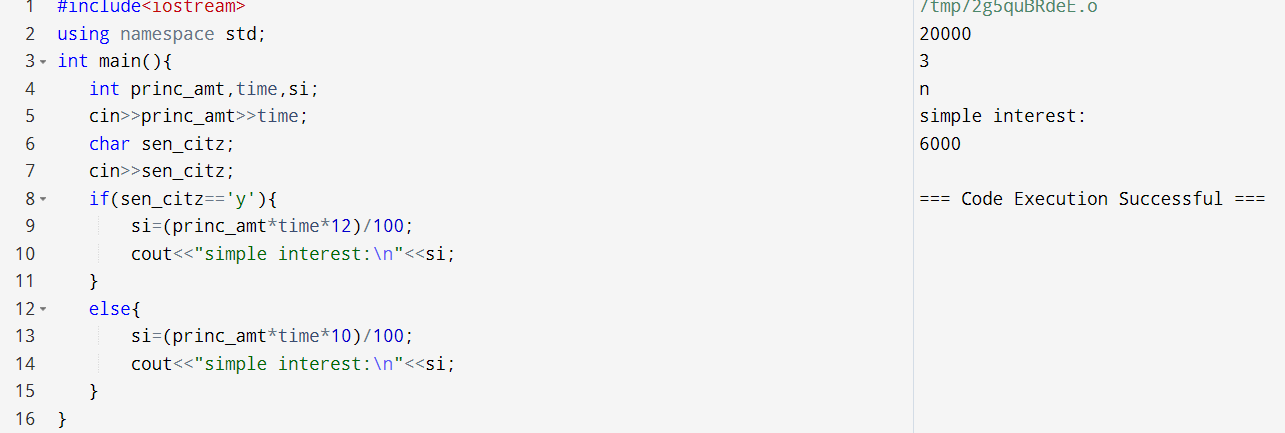 1 #include<iostream>
2 using namespace std;
3 int main(){
4 int princ_amt,time,si;
5 cin>>princ_amt>>time;
6 char sen_citz;
7 cin>>sen_citz;
8 if(sen_citz=='y'){
9 si=(princ_amt*time*12)/100;
10 cout<<"simple interest:\n"<<si;
11 }
12 else{
13 si=(princ_amt*time*10)/100;
14 cout<<"simple interest:\n"<<si;
15 }
16 }
/tmp/2g5quBRdeE.o
20000
3
n
simple interest:
6000
=== Code Execution Successful ===